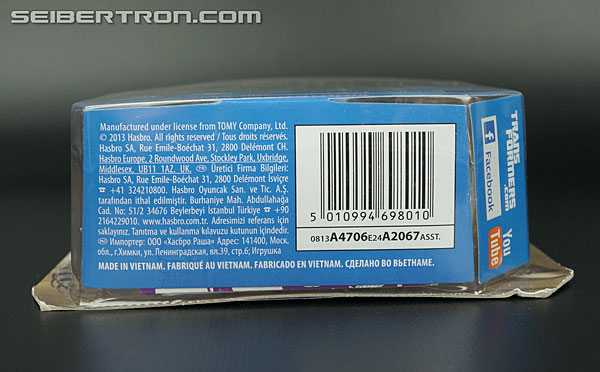 SEIBERTRON.COM
Manufactured under license from TOMY Company, Ltd.
© 2013 Hasbro. All rights reserved / Tous droits réservés.
Hasbro SA, Rue Emile-Boéchat 31, 2800 Delémont CH.
Hasbro Europe, 2 Roundwood Ave, Stockley Park, Uxbridge,
Middlesex, UB11 1AZ, UK. TR Üretici Firma Bilgileri:
Hasbro SA, Rue Emile-Boéchat 31, 2800 Delémont İsviçre
☎ +41 324210800. Hasbro Oyuncak San. ve Tic. A.Ş.
tarafından ithal edilmiştir. Burhaniye Mah. Abdullahağa
Cad. No: 51/2 34676 Beylerbeyi İstanbul Türkiye ☎ +90
2164229010. www.hasbro.com.tr. Adresimizi referans için
saklayınız. Tanıtma ve kullanma kılavuzu kutunun içindedir.
RU Импортер: ООО «Хасбро Раша» Адрес: 141400, Моск.
обл., г.Химки, ул. Ленинградская, вл.39, стр.6; Игрушка
MADE IN VIETNAM. FABRIQUÉ AU VIETNAM. FABRICADO EN VIETNAM. СДЕЛАНО ВО ВЬЕТНАМЕ.
5 010994 698010
0813A4706E24A2067ASST.
TRANSFORMERS
.com
f Facebook
You
Tube